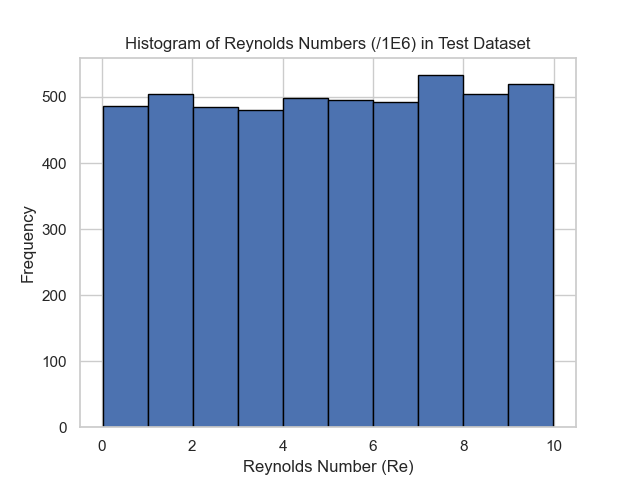 Histogram of Reynolds Numbers (/1E6) in Test Dataset
500
400
300
200
100
0
Frequency
0 2 4 6 8 10
Reynolds Number (Re)